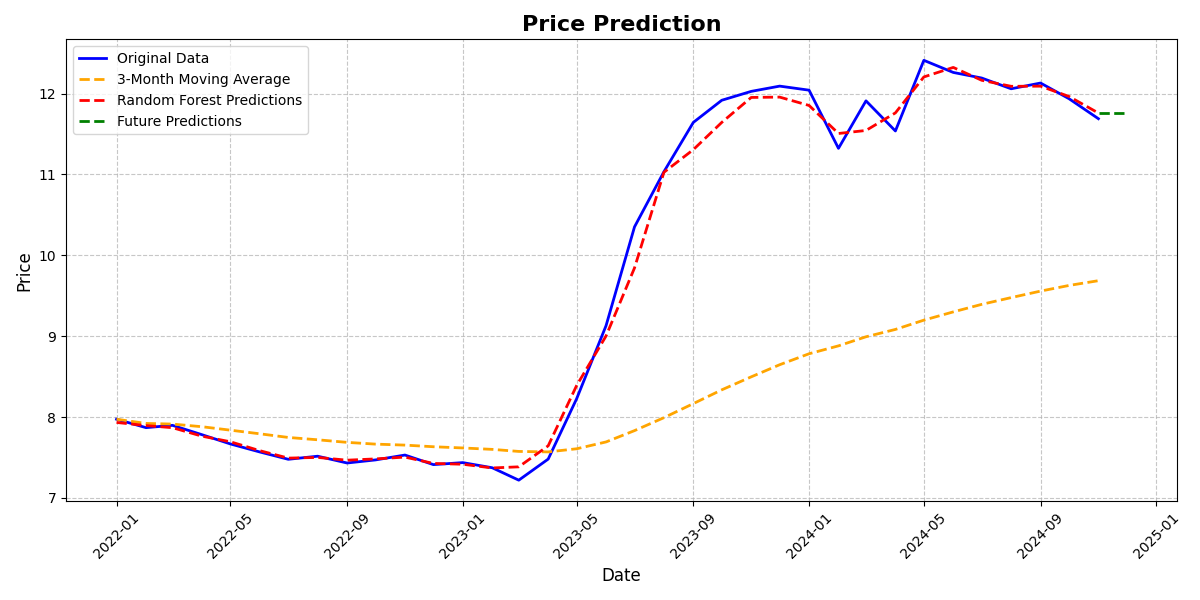 Price Prediction
Original Data
3-Month Moving Average
Random Forest Predictions
Future Predictions
Price
12
11
10
9
8
7
2022-01
2022-05
2022-09
2023-01
2023-05
2023-09
2024-01
2024-05
2024-09
2025-01
Date